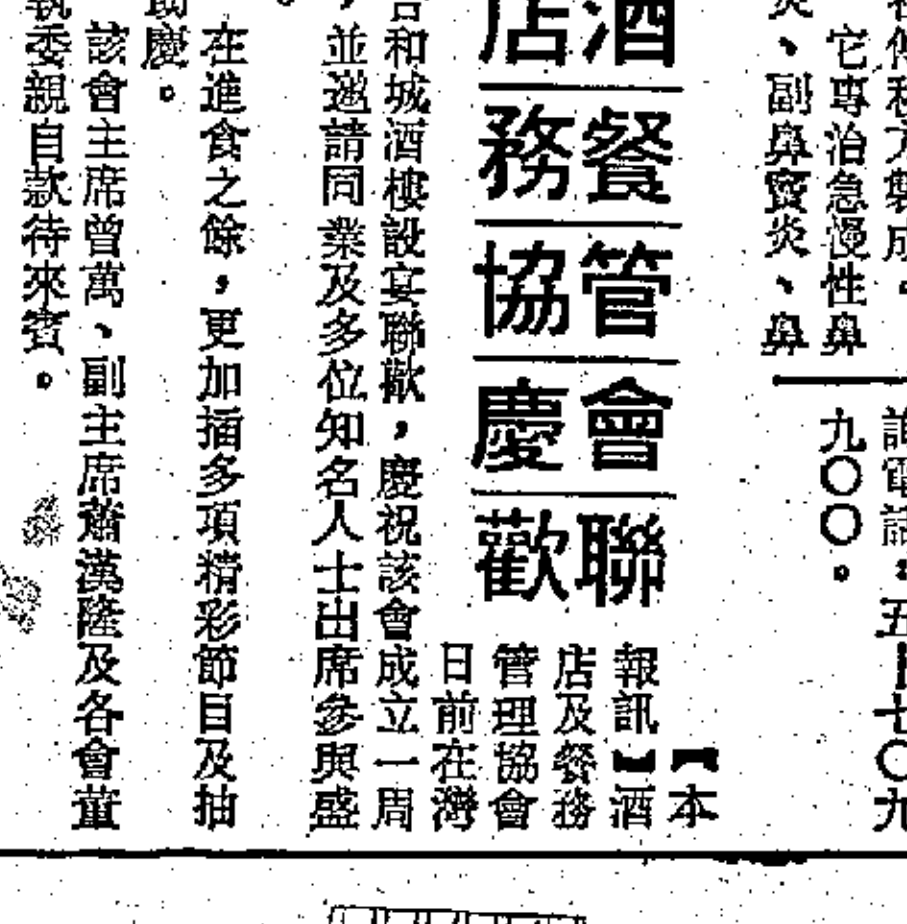 方製成。
它專治急慢性鼻
炎、副鼻竇炎、鼻
詢電話：五—七〇九
九〇〇。
酒店
餐務
管協
會慶
聯歡
【本
報訊】酒
店及餐務
管理協會
日前在灣
和城酒樓設宴聯歡，慶祝該會成立一周
，並邀請同業及多位知名人士出席參與盛
。
在進食之餘，更加插多項精彩節目及抽
助慶。
該會主席曾萬、副主席蕭漢隆及各會董
執委親自款待來賓。